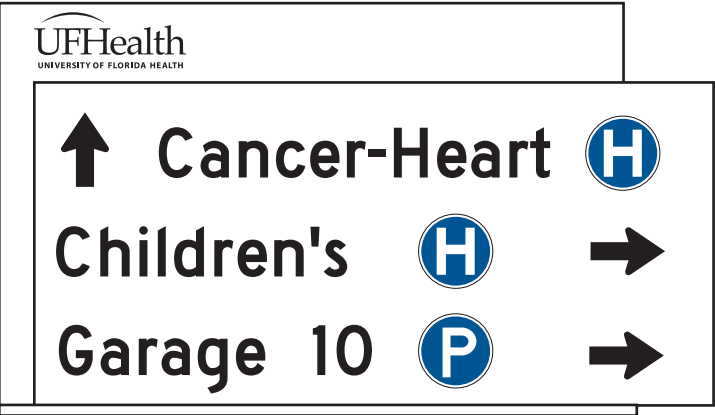 UFHealth
UNIVERSITY OF FLORIDA HEALTH
Cancer-Heart H
Children's H
Garage 10 P